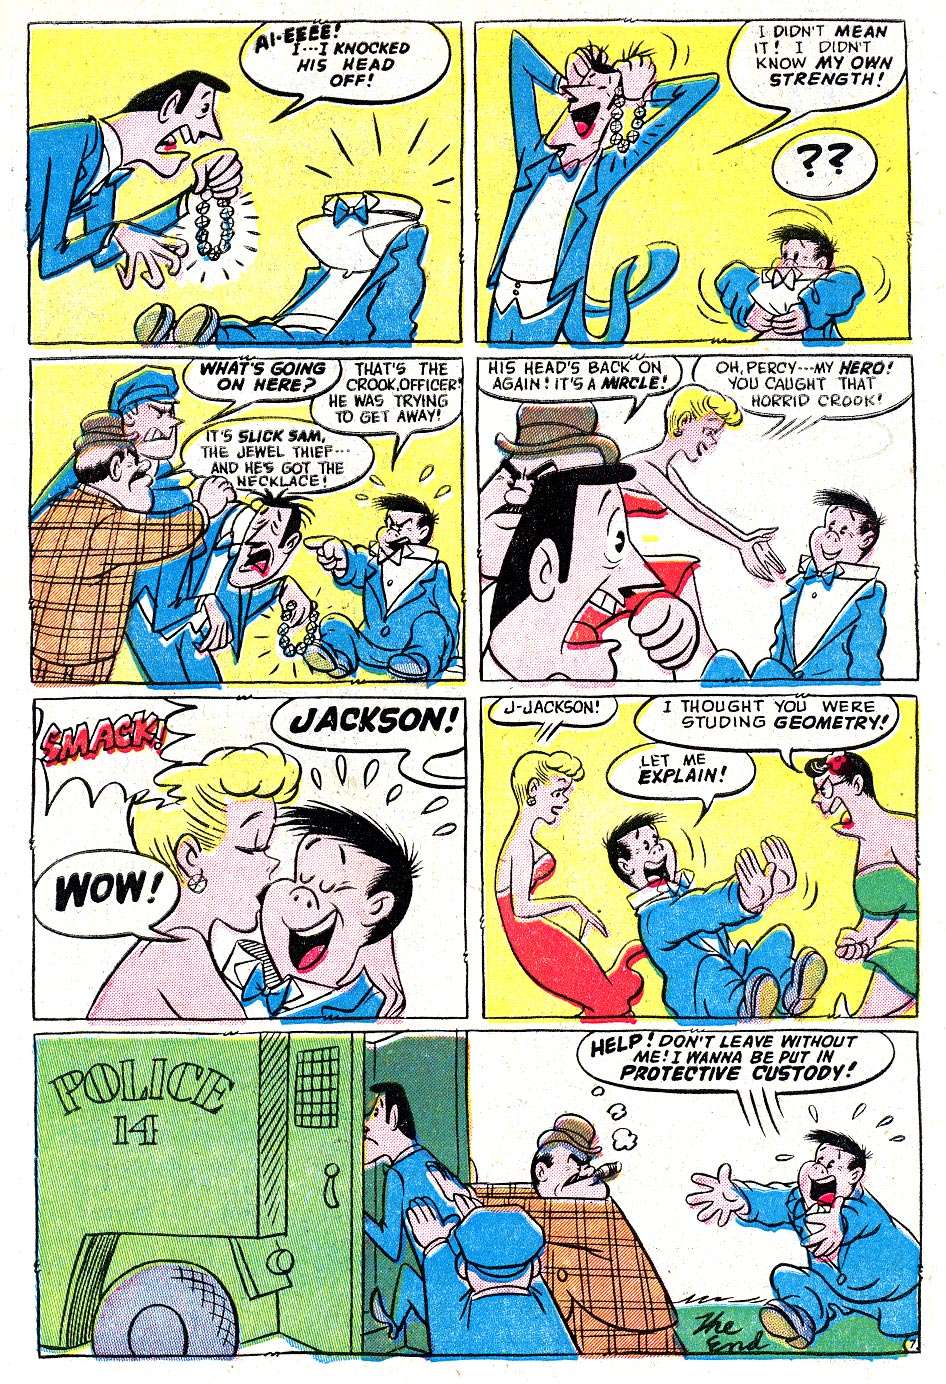 AI-EEEE!
I---I KNOCKED
HIS HEAD
OFF!
I DIDN'T MEAN
IT! I DIDN'T
KNOW MY OWN
STRENGTH!
??
WHAT'S GOING
ON HERE?
THAT'S THE
CROOK, OFFICER!
HE WAS TRYING
TO GET AWAY!
IT'S SLICK SAM,
THE JEWEL THIEF---
AND HE'S GOT THE
NECKLACE!
HIS HEAD'S BACK ON
AGAIN! IT'S A MIRCLE!
OH, PERCY---MY HERO!
YOU CAUGHT THAT
HORRID CROOK!
SMACK!
JACKSON!
WOW!
J-JACKSON!
I THOUGHT YOU WERE
STUDING GEOMETRY!
LET ME
EXPLAIN!
POLICE
14
HELP! DON'T LEAVE WITHOUT
ME! I WANNA BE PUT IN
PROTECTIVE CUSTODY!
The
End
7